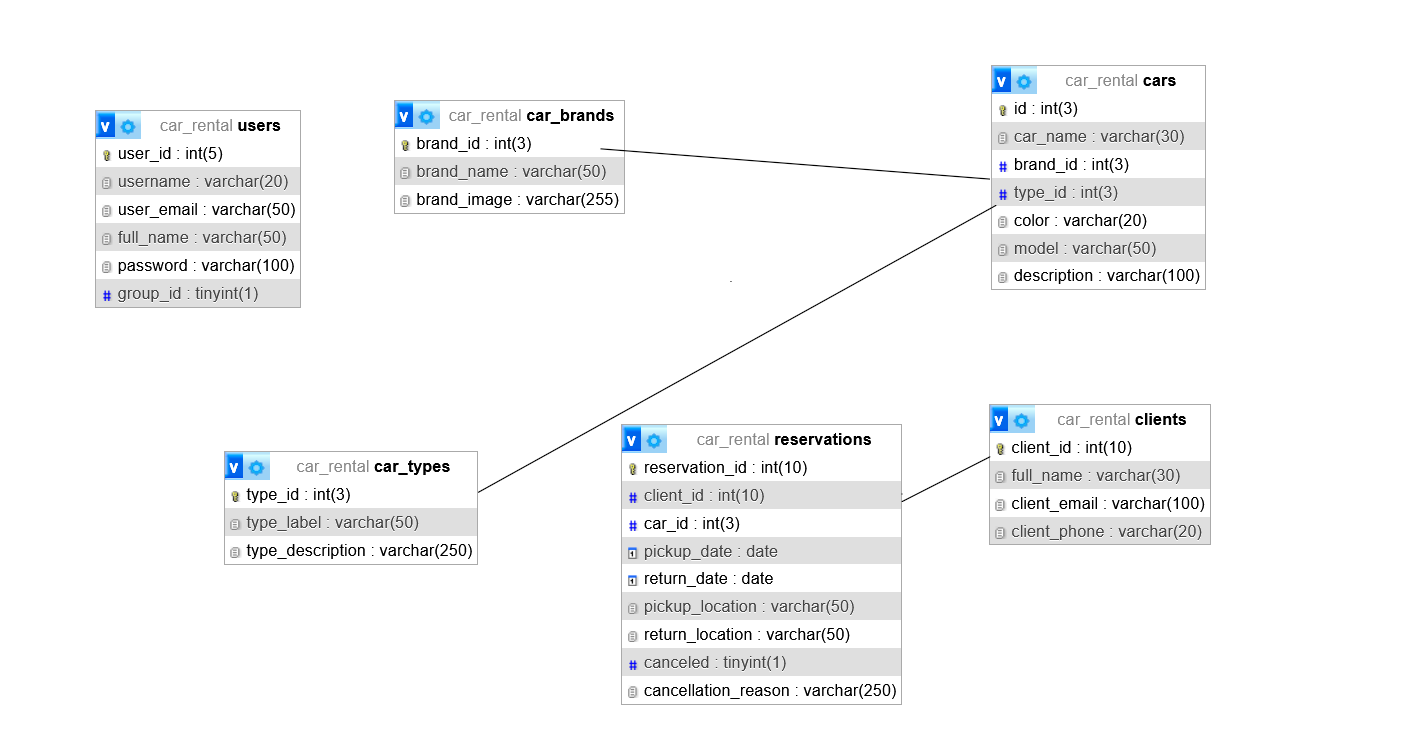 car_rental users
user_id : int(5)
username : varchar(20)
user_email : varchar(50)
full_name : varchar(50)
password : varchar(100)
group_id : tinyint(1)
car_rental car_brands
brand_id : int(3)
brand_name : varchar(50)
brand_image : varchar(255)
car_rental cars
id : int(3)
car_name : varchar(30)
brand_id : int(3)
type_id : int(3)
color : varchar(20)
model : varchar(50)
description : varchar(100)
car_rental car_types
type_id : int(3)
type_label : varchar(50)
type_description : varchar(250)
car_rental reservations
reservation_id : int(10)
client_id : int(10)
car_id : int(3)
pickup_date : date
return_date : date
pickup_location : varchar(50)
return_location : varchar(50)
canceled : tinyint(1)
cancellation_reason : varchar(250)
car_rental clients
client_id : int(10)
full_name : varchar(30)
client_email : varchar(100)
client_phone : varchar(20)